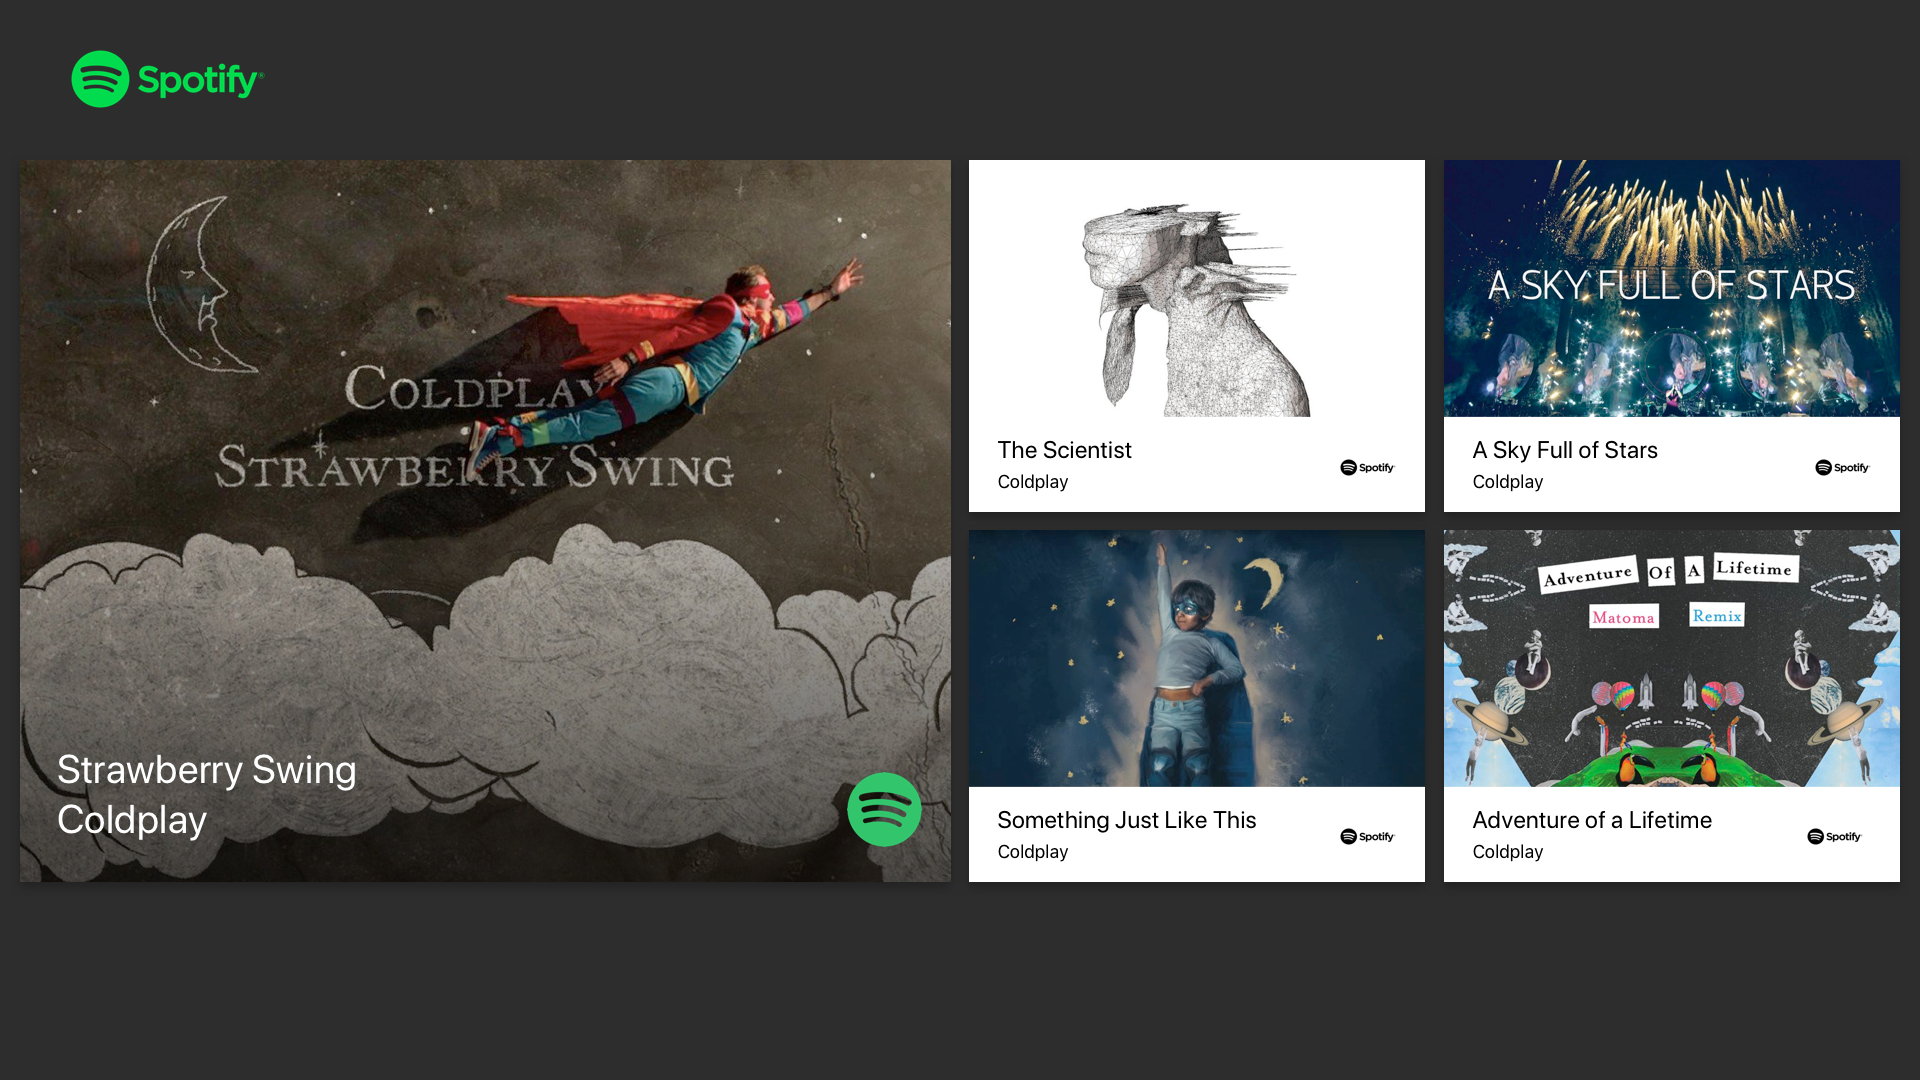 Spotify®
COLDPLAY
STRAWBERRY SWING
Strawberry Swing
Coldplay
The Scientist
Coldplay
Spotify
A SKY FULL OF STARS
A Sky Full of Stars
Coldplay
Spotify
Something Just Like This
Coldplay
Spotify
Adventure Of A Lifetime
Matoma Remix
Adventure of a Lifetime
Coldplay
Spotify